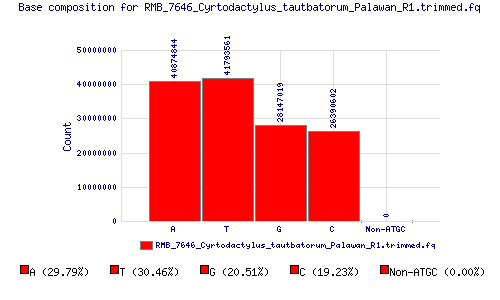 Base composition for RMB_7646_Cyrtodactylus_tautbatorum_Palawan_R1.trimmed.fq
50000000
40000000
30000000
20000000
10000000
0
Count
40874844
41793561
28147019
26390602
0
A T G C Non-ATGC
RMB_7646_Cyrtodactylus_tautbatorum_Palawan_R1.trimmed.fq
A (29.79%) T (30.46%) G (20.51%) C (19.23%) Non-ATGC (0.00%)